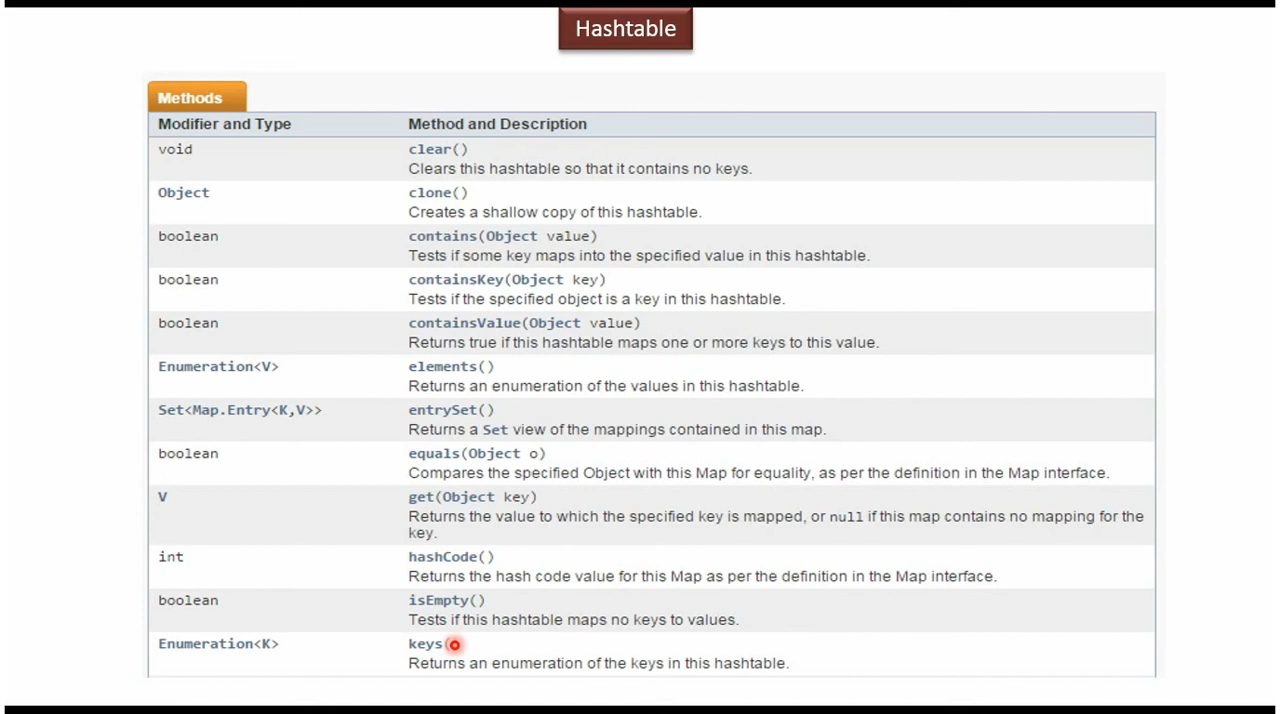 Hashtable
Methods
Modifier and Type Method and Description
void clear()
Clears this hashtable so that it contains no keys.
Object clone()
Creates a shallow copy of this hashtable.
boolean contains(Object value)
Tests if some key maps into the specified value in this hashtable.
boolean containsKey(Object key)
Tests if the specified object is a key in this hashtable.
boolean containsValue(Object value)
Returns true if this hashtable maps one or more keys to this value.
Enumeration<V> elements()
Returns an enumeration of the values in this hashtable.
Set<Map.Entry<K,V>> entrySet()
Returns a Set view of the mappings contained in this map.
boolean equals(Object o)
Compares the specified Object with this Map for equality, as per the definition in the Map interface.
V get(Object key)
Returns the value to which the specified key is mapped, or null if this map contains no mapping for the
key.
int hashCode()
Returns the hash code value for this Map as per the definition in the Map interface.
boolean isEmpty()
Tests if this hashtable maps no keys to values.
Enumeration<K> keys(
Returns an enumeration of the keys in this hashtable.